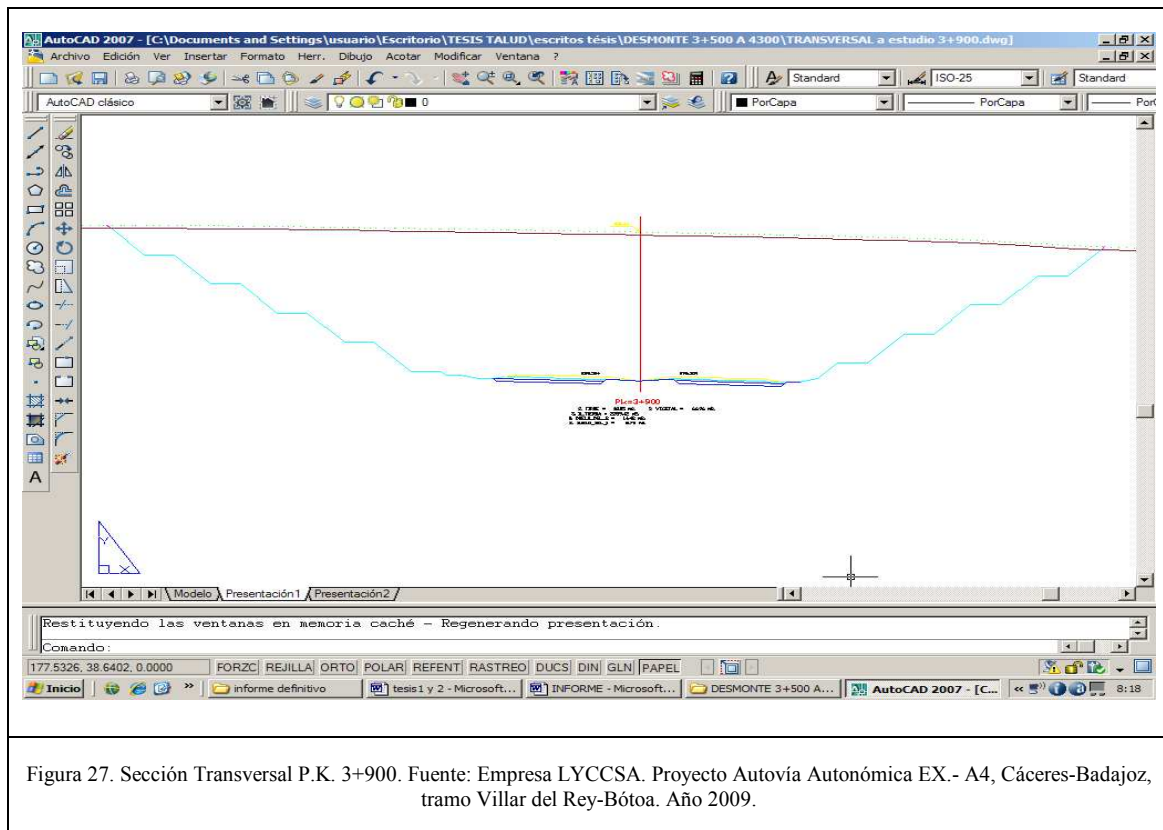 AutoCAD 2007 - [C:\Documents and Settings\usuario\Escritorio\TESIS TALUD\escritos tésis\DESMONTE 3+500 A 4300\TRANSVERSAL a estudio 3+900.dwg]
Archivo Edición Ver Insertar Formato Herr. Dibujo Acotar Modificar Ventana ?
Standard ISO-25 Standard
AutoCAD clásico 0 PorCapa PorCapa Por
Pk=3+900
Y
X
A
Modelo Presentación1 Presentación2
Restituyendo las ventanas en memoria caché - Regenerando presentación.
Comando:
177.5326, 38.6402, 0.0000 FORZC REJILLA ORTO POLAR REFENT RASTREO DUCS DIN GLN PAPEL
Inicio » informe definitivo tesis1 y 2 - Microsoft... INFORME - Microsoft... DESMONTE 3+500 A... AutoCAD 2007 - [C... « 8:18
Figura 27. Sección Transversal P.K. 3+900. Fuente: Empresa LYCCSA. Proyecto Autovía Autonómica EX.- A4, Cáceres-Badajoz,
tramo Villar del Rey-Bótoa. Año 2009.